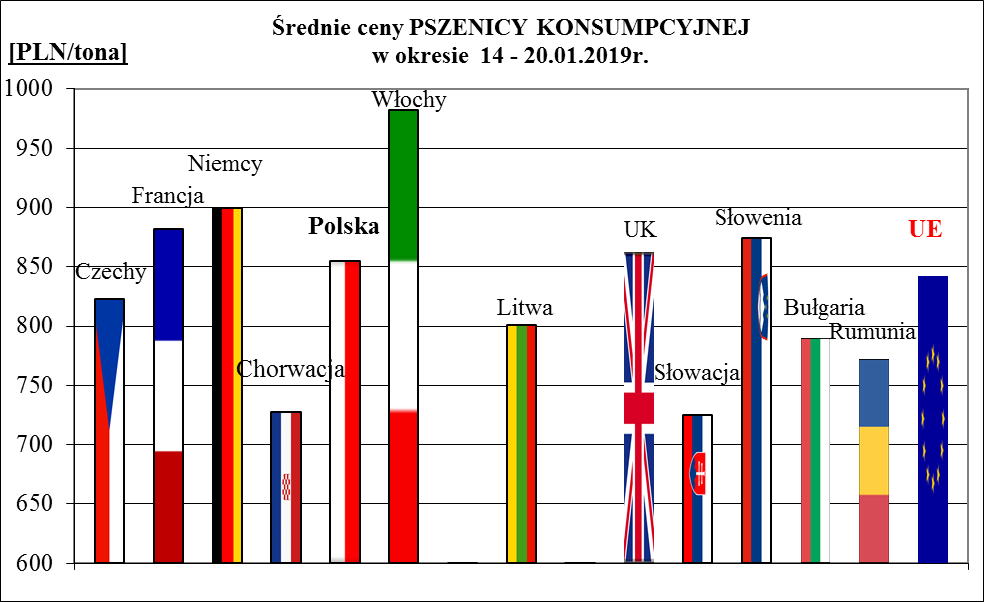 Średnie ceny PSZENICY KONSUMPCYJNEJ
w okresie 14 - 20.01.2019r.
[PLN/tona]
1000
950
900
850
800
750
700
650
600
Czechy
Francja
Niemcy
Chorwacja
Polska
Włochy
Litwa
UK
Słowacja
Słowenia
Bułgaria
Rumunia
UE